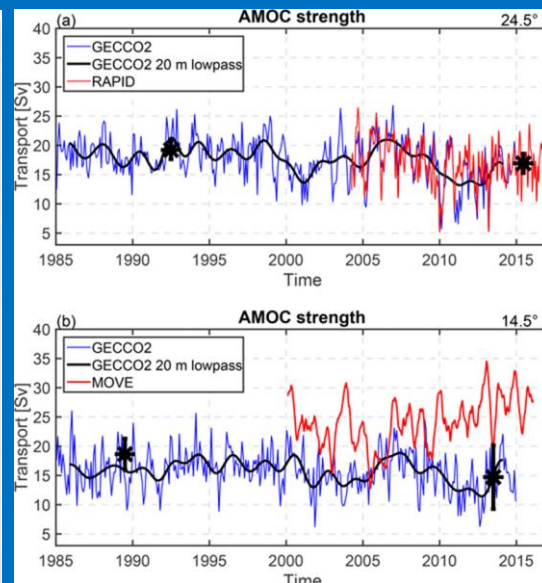 (a) AMOC strength 24.5°
GECCO2
GECCO2 20 m lowpass
RAPID
Transport [Sv]
40
35
30
25
20
15
10
5
1985 1990 1995 2000 2005 2010 2015
Time
(b) AMOC strength 14.5°
GECCO2
GECCO2 20 m lowpass
MOVE
Transport [Sv]
40
35
30
25
20
15
10
5
1985 1990 1995 2000 2005 2010 2015
Time